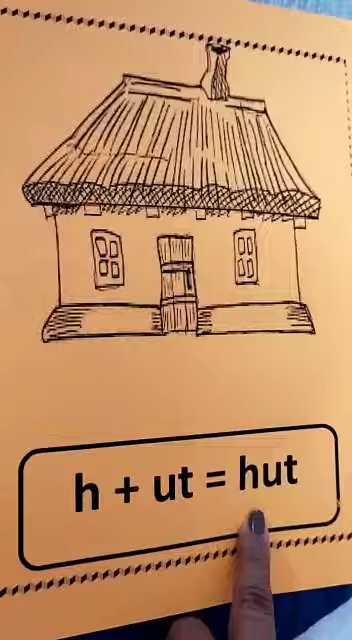 h + ut = hut